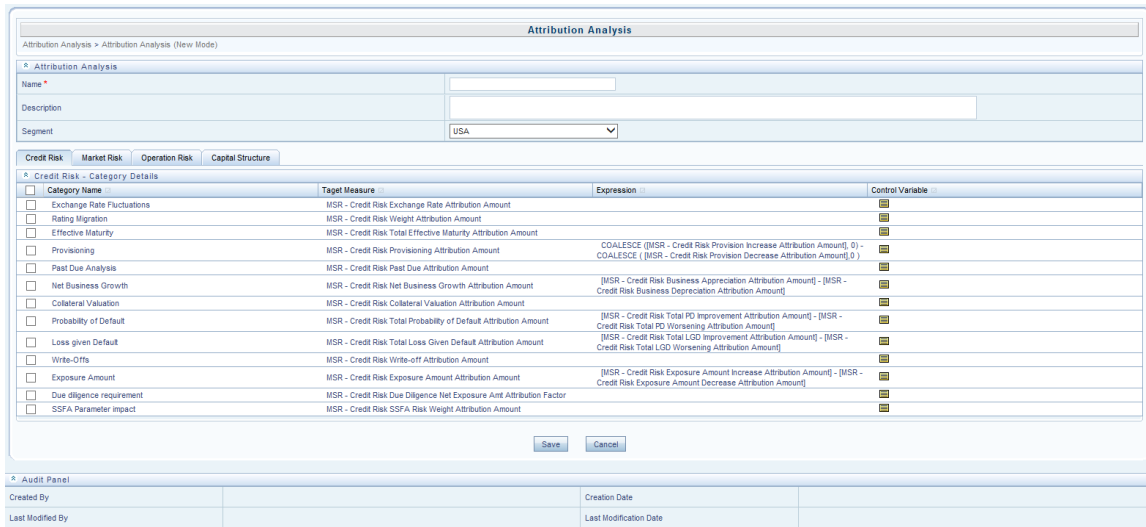 Attribution Analysis
Attribution Analysis > Attribution Analysis (New Mode)
Attribution Analysis
Name *
Description
Segment USA
Credit Risk Market Risk Operation Risk Capital Structure
Credit Risk - Category Details
Category Name Taget Measure Expression Control Variable
Exchange Rate Fluctuations MSR - Credit Risk Exchange Rate Attribution Amount
Rating Migration MSR - Credit Risk Weight Attribution Amount
Effective Maturity MSR - Credit Risk Total Effective Maturity Attribution Amount
Provisioning MSR - Credit Risk Provisioning Attribution Amount COALESCE ([MSR - Credit Risk Provision Increase Attribution Amount], 0) -
COALESCE ( [MSR - Credit Risk Provision Decrease Attribution Amount],0 )
Past Due Analysis MSR - Credit Risk Past Due Attribution Amount
Net Business Growth MSR - Credit Risk Net Business Growth Attribution Amount [MSR - Credit Risk Business Appreciation Attribution Amount] - [MSR -
Credit Risk Business Depreciation Attribution Amount]
Collateral Valuation MSR - Credit Risk Collateral Valuation Attribution Amount
Probability of Default MSR - Credit Risk Total Probability of Default Attribution Amount [MSR - Credit Risk Total PD Improvement Attribution Amount] - [MSR -
Credit Risk Total PD Worsening Attribution Amount]
Loss given Default MSR - Credit Risk Total Loss Given Default Attribution Amount [MSR - Credit Risk Total LGD Improvement Attribution Amount] - [MSR -
Credit Risk Total LGD Worsening Attribution Amount]
Write-Offs MSR - Credit Risk Write-off Attribution Amount
Exposure Amount MSR - Credit Risk Exposure Amount Attribution Amount [MSR - Credit Risk Exposure Amount Increase Attribution Amount] - [MSR -
Credit Risk Exposure Amount Decrease Attribution Amount]
Due diligence requirement MSR - Credit Risk Due Diligence Net Exposure Amt Attribution Factor
SSFA Parameter impact MSR - Credit Risk SSFA Risk Weight Attribution Amount
Save Cancel
Audit Panel
Created By Creation Date
Last Modified By Last Modification Date